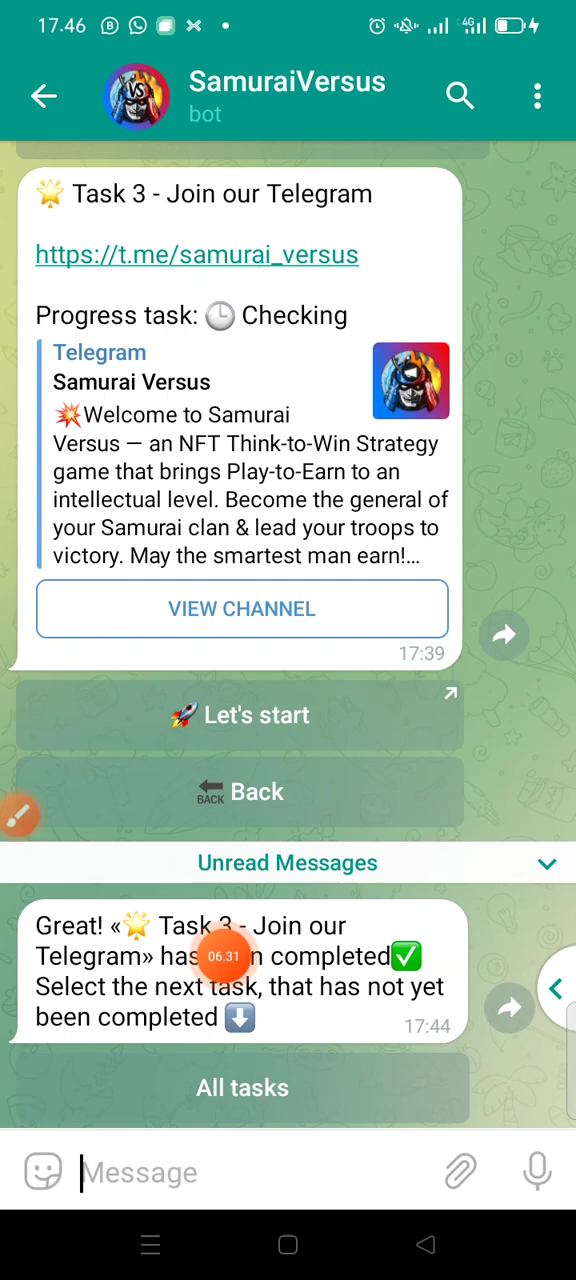 17.46
4G
SamuraiVersus
bot
VS
🌟 Task 3 - Join our Telegram
https://t.me/samurai_versus
Progress task: 🕒 Checking
Telegram
Samurai Versus
💥Welcome to Samurai
Versus — an NFT Think-to-Win Strategy
game that brings Play-to-Earn to an
intellectual level. Become the general of
your Samurai clan & lead your troops to
victory. May the smartest man earn!...
VIEW CHANNEL
17:39
🚀 Let's start
🔙 Back
Unread Messages
Great! «🌟 Task 3 - Join our
Telegram» has n completed✅
06.31
Select the next task, that has not yet
been completed ⬇️
17:44
All tasks
Message